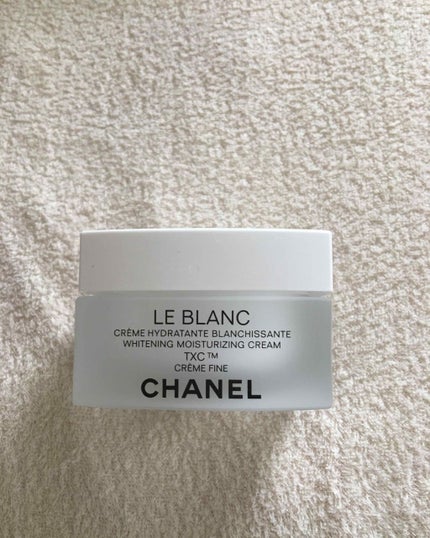 LE BLANC
CRÈME HYDRATANTE BLANCHISSANTE
WHITENING MOISTURIZING CREAM
TXC™
CRÈME FINE
CHANEL